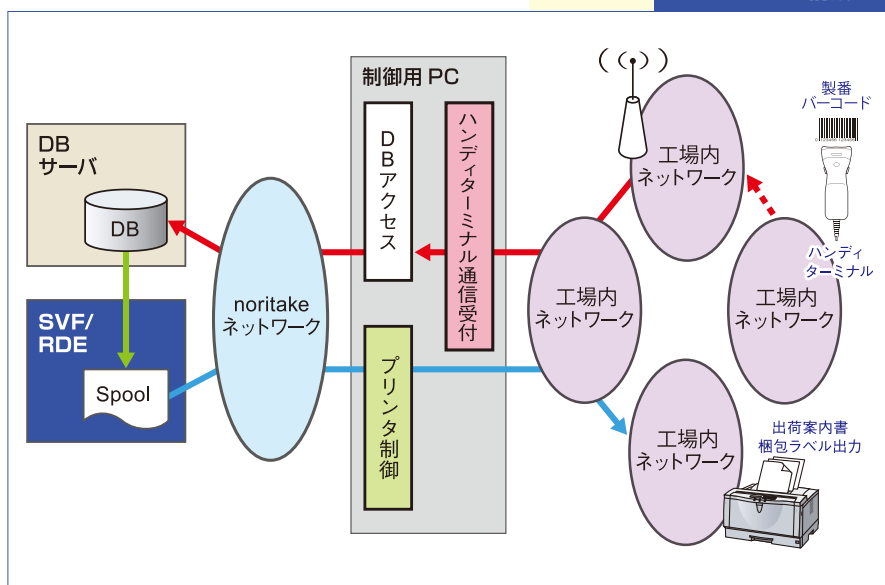 制御用 PC
DB
サーバ
DB
SVF/
RDE
Spool
noritake
ネットワーク
DBアクセス
ハンディターミナル通信受付
プリンタ制御
工場内
ネットワーク
工場内
ネットワーク
工場内
ネットワーク
工場内
ネットワーク
製番
バーコード
ハンディ
ターミナル
出荷案内書
梱包ラベル出力